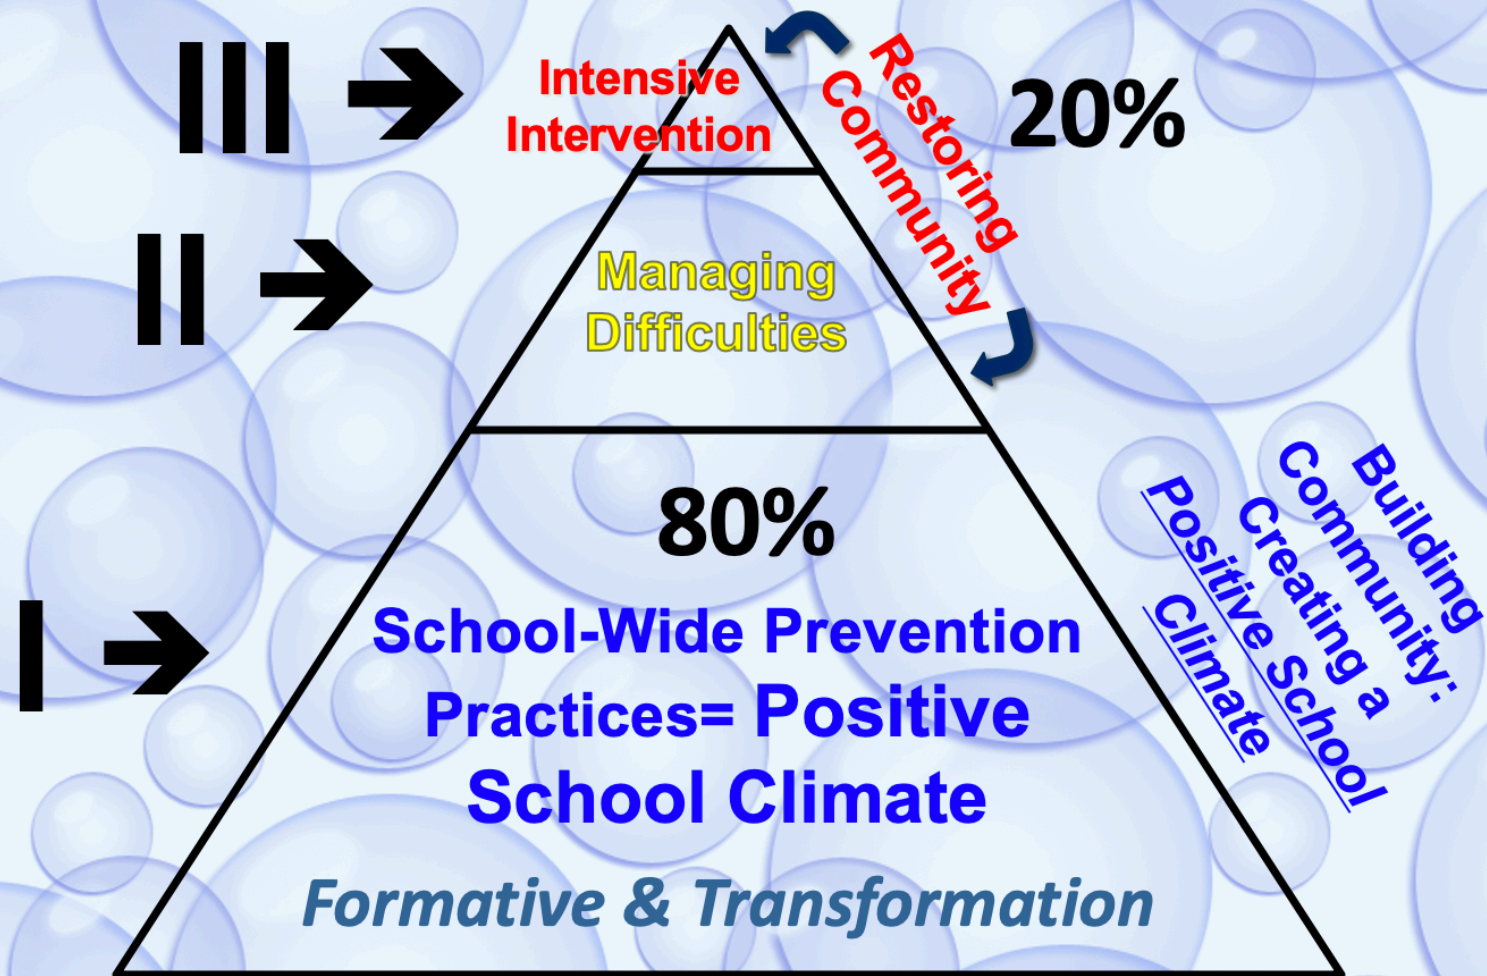 III
Intensive
Intervention
Restoring
Community
20%
II
Managing
Difficulties
80%
I
School-Wide Prevention
Practices= Positive
School Climate
Building
Community:
Creating a
Positive School
Climate
Formative & Transformation